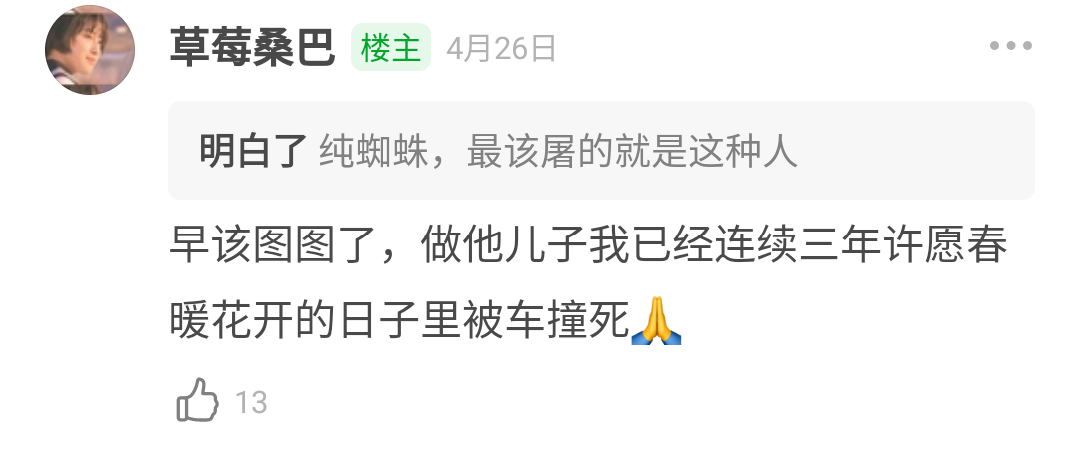 草莓桑巴 楼主 4月26日
明白了 纯蜘蛛，最该屠的就是这种人
早该图图了，做他儿子我已经连续三年许愿春
暖花开的日子里被车撞死🙏
13